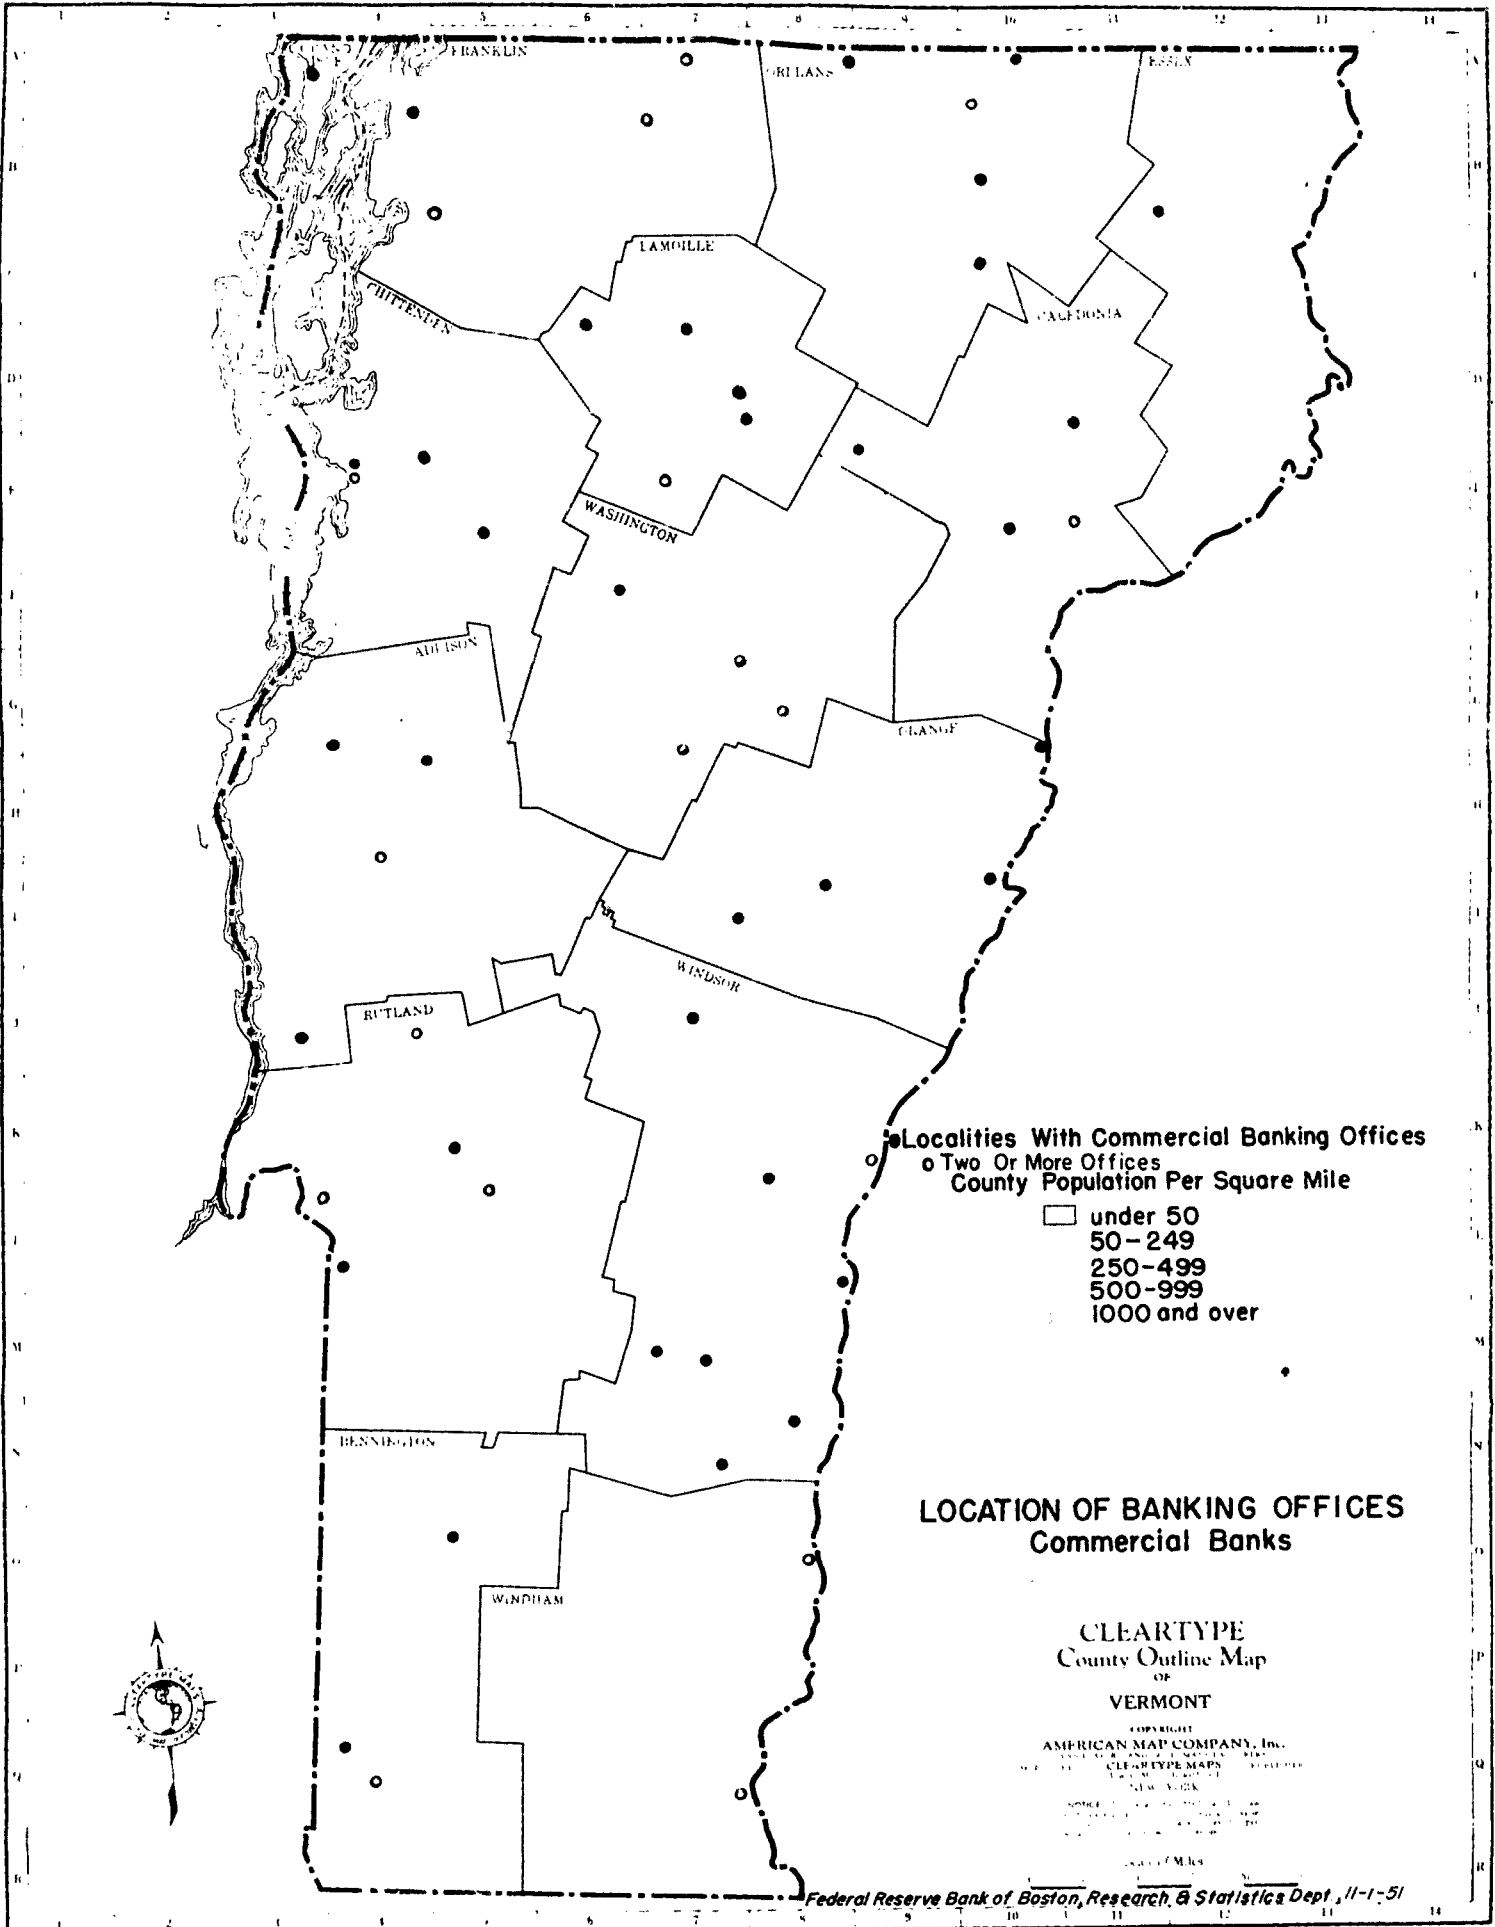 FRANKLIN
ORLEANS
ESSEX
LAMOILLE
CHITTENDEN
CALEDONIA
WASHINGTON
ADDISON
ORANGE
WINDSOR
RUTLAND
Localities With Commercial Banking Offices
o Two Or More Offices
County Population Per Square Mile
under 50
50-249
250-499
500-999
1000 and over
BENNINGTON
LOCATION OF BANKING OFFICES
Commercial Banks
WINDHAM
CLEARTYPE
County Outline Map
OF
VERMONT
COPYRIGHT
AMERICAN MAP COMPANY, Inc.
CLEARTYPE MAPS
NEW YORK
Federal Reserve Bank of Boston, Research & Statistics Dept., 11-1-51